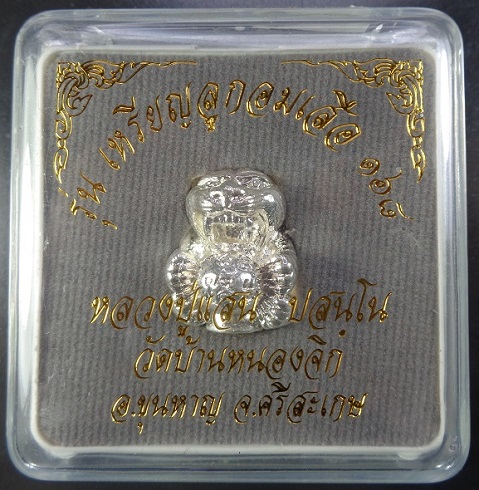 รุ่น เหรียญลูกอมเสือ ๑๐๘
หลวงปู่แสน ปสนฺโน
วัดบ้านหนองจิก
อ.ขุนหาญ จ.ศรีสะเกษ